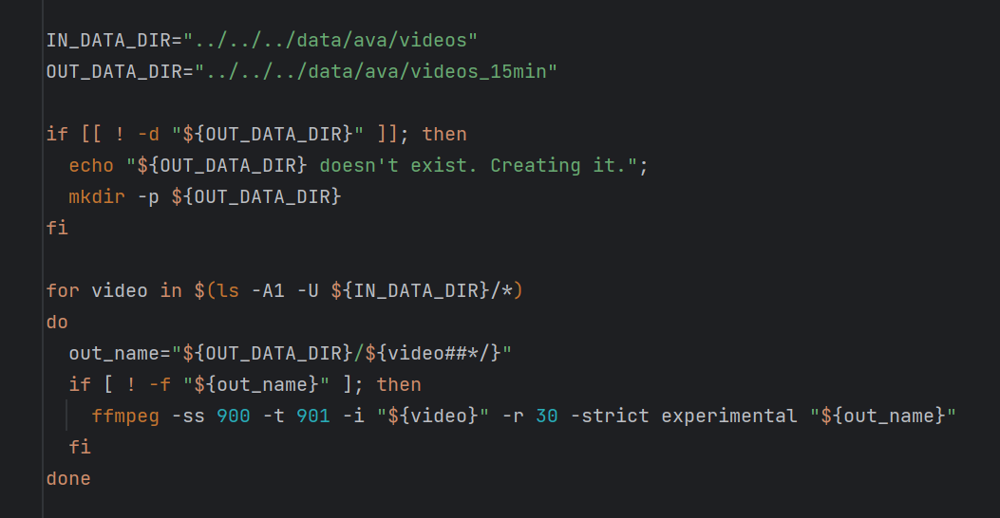 IN_DATA_DIR="../../../data/ava/videos"
OUT_DATA_DIR="../../../data/ava/videos_15min"
if [[ ! -d "${OUT_DATA_DIR}" ]]; then
echo "${OUT_DATA_DIR} doesn't exist. Creating it.";
mkdir -p ${OUT_DATA_DIR}
fi
for video in $(ls -A1 -U ${IN_DATA_DIR}/*)
do
out_name="${OUT_DATA_DIR}/${video##*/}"
if [ ! -f "${out_name}" ]; then
ffmpeg -ss 900 -t 901 -i "${video}" -r 30 -strict experimental "${out_name}"
fi
done